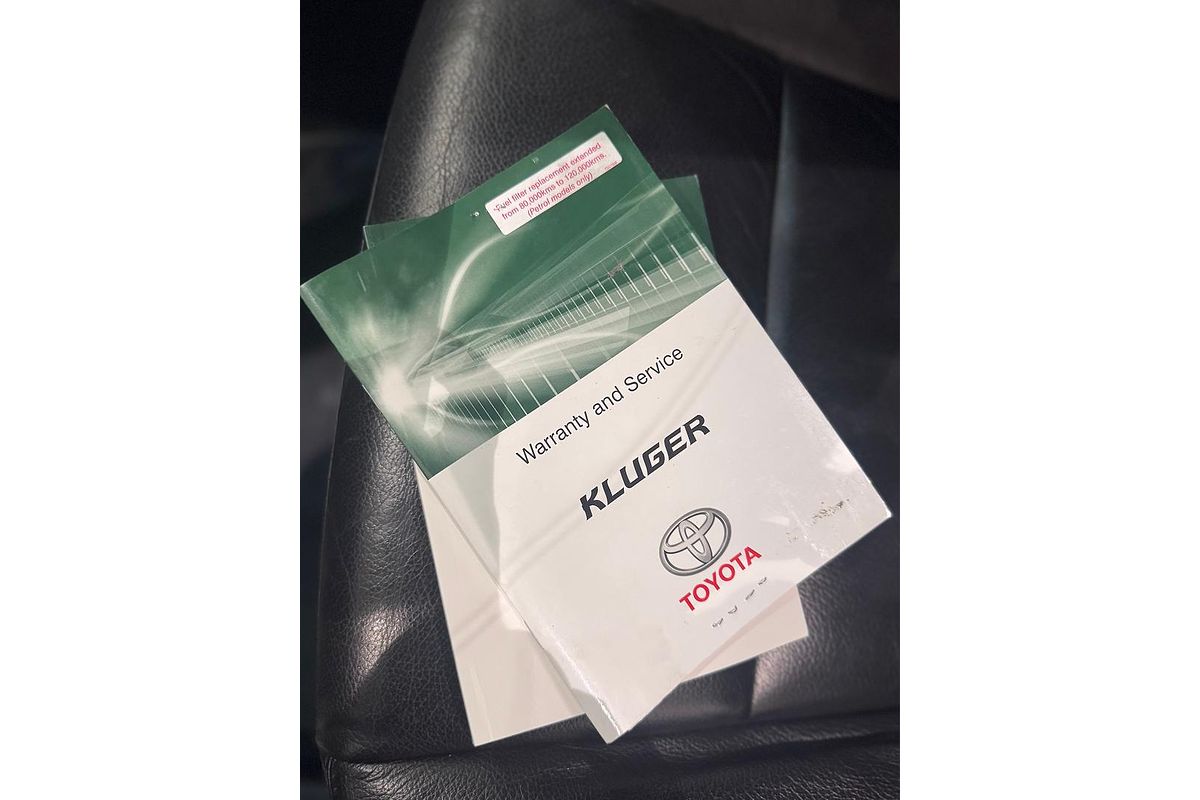 Fuel filter replacement extended
from 80,000kms to 120,000kms.
(Petrol models only)
Warranty and Service
KLUGER
TOYOTA